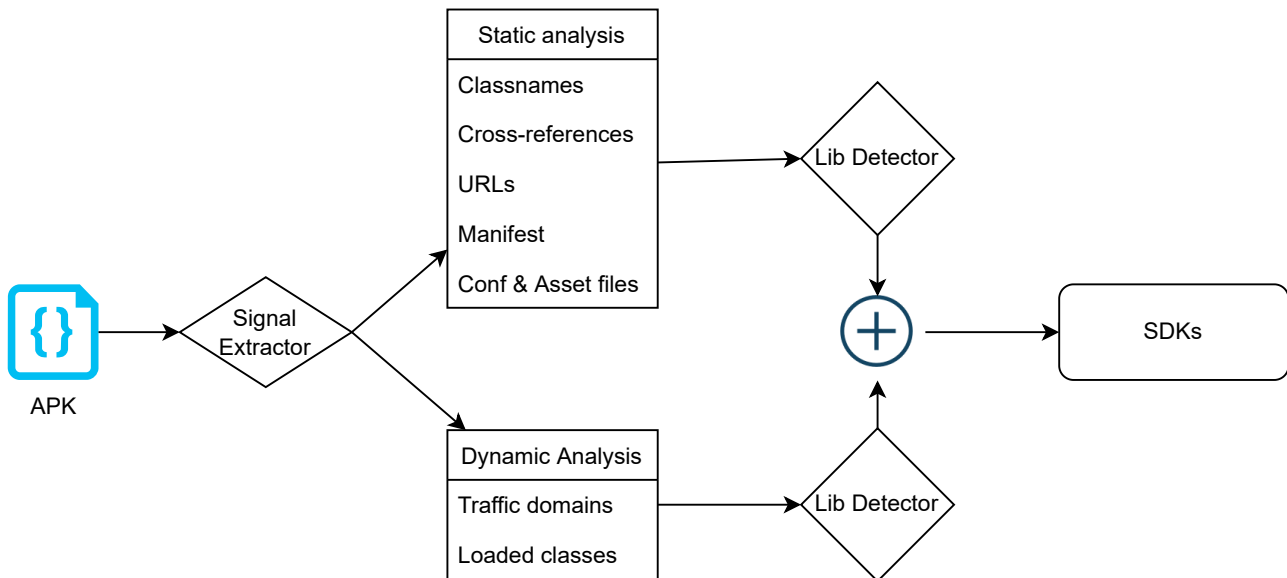 Static analysis
Classnames
Cross-references
URLs
Manifest
Conf & Asset files
Lib Detector
{}
APK
Signal
Extractor
SDKs
Dynamic Analysis
Traffic domains
Loaded classes
Lib Detector